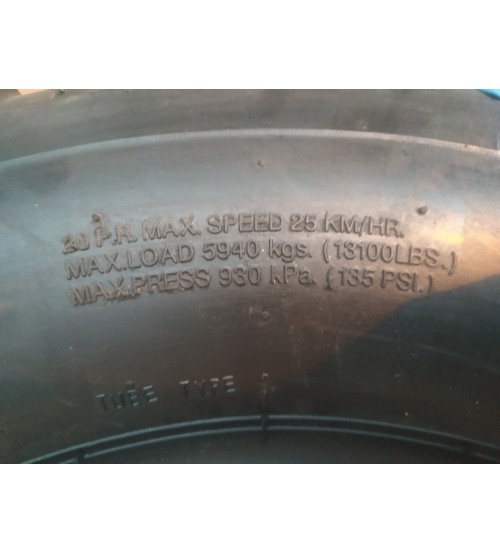 20 P.R. MAX. SPEED 25 KM/HR.
MAX.LOAD 5940 kgs. (13100LBS.)
MAX.PRESS 930 kPa. (135 PSI.)
TUBE TYPE